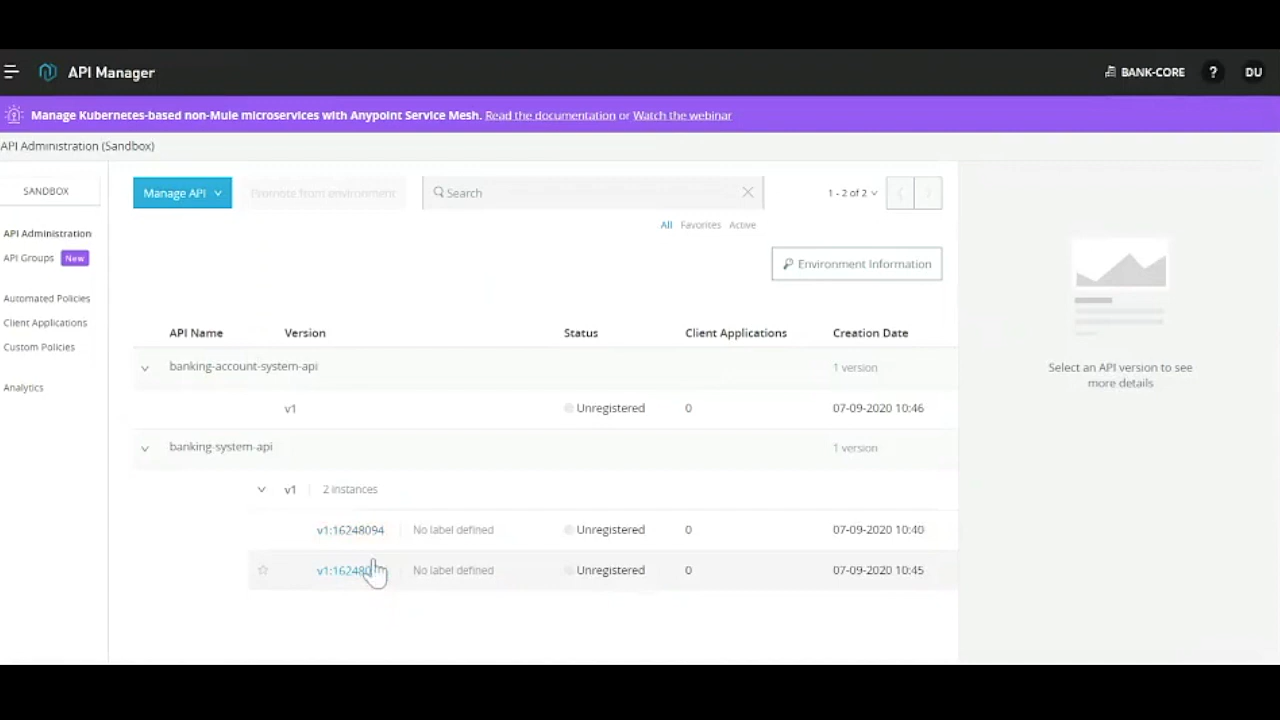 API Manager
BANK-CORE
?
DU
Manage Kubernetes-based non-Mule microservices with Anypoint Service Mesh. Read the documentation or Watch the webinar
API Administration (Sandbox)
SANDBOX
API Administration
API Groups New
Automated Policies
Client Applications
Custom Policies
Analytics
Manage API
Promote from environment
Search
1 - 2 of 2
All Favorites Active
Environment Information
API Name Version Status Client Applications Creation Date
banking-account-system-api 1 version
v1 Unregistered 0 07-09-2020 10:46
banking-system-api 1 version
v1 2 instances
v1:16248094 No label defined Unregistered 0 07-09-2020 10:40
No label defined Unregistered 0 07-09-2020 10:45
Select an API version to see
more details